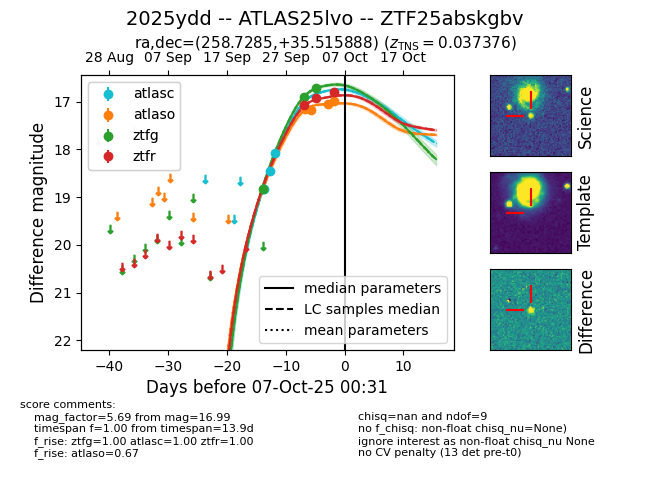 2025ydd -- ATLAS25lvo -- ZTF25abskgbv
ra,dec=(258.7285,+35.515888) (z_TNS = 0.037376)
28 Aug 07 Sep 17 Sep 27 Sep 07 Oct 17 Oct
atlasc
atlaso
ztfg
ztfr
17
18
19
20
21
22
Difference magnitude
median parameters
LC samples median
mean parameters
−40 −30 −20 −10 0 10
Days before 07-Oct-25 00:31
Science
Template
Difference
score comments:
mag_factor=5.69 from mag=16.99
timespan f=1.00 from timespan=13.9d
f_rise: ztfg=1.00 atlasc=1.00 ztfr=1.00
f_rise: atlaso=0.67
chisq=nan and ndof=9
no f_chisq: non-float chisq_nu=None)
ignore interest as non-float chisq_nu None
no CV penalty (13 det pre-t0)